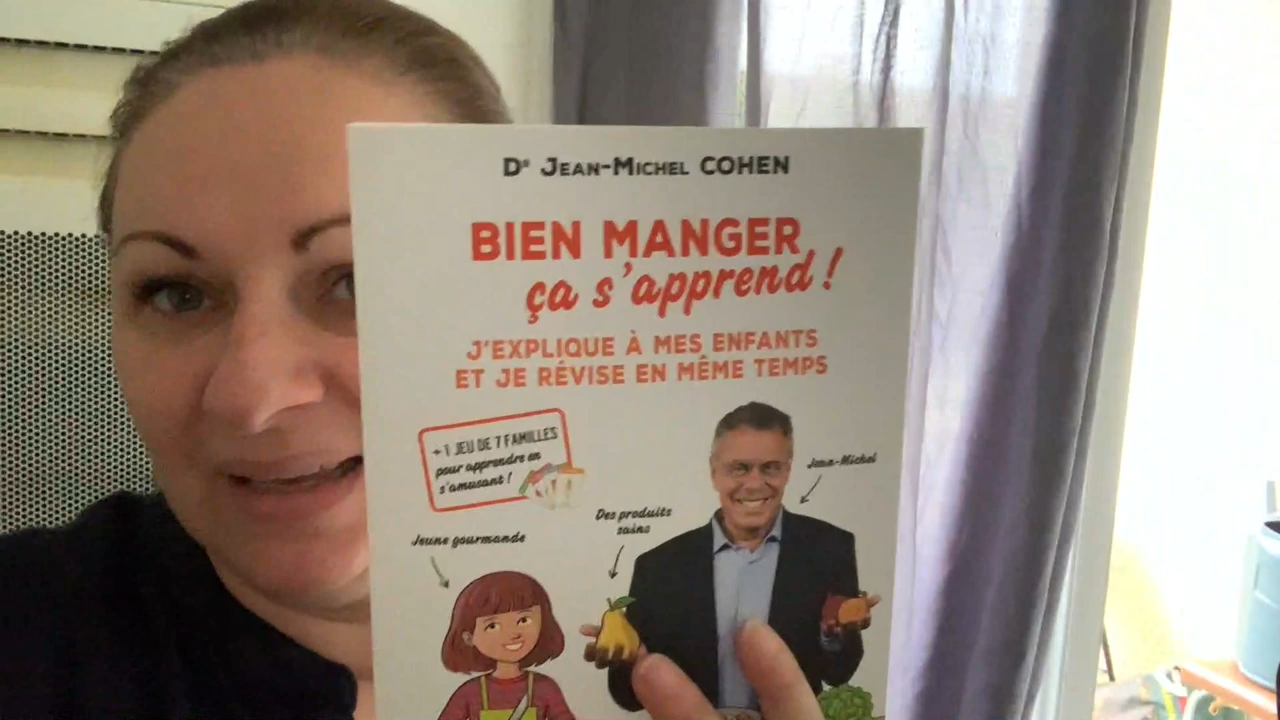 Dr JEAN-MICHEL COHEN
BIEN MANGER
ça s'apprend !
J'EXPLIQUE À MES ENFANTS
ET JE RÉVISE EN MÊME TEMPS
+ 1 JEU DE 7 FAMILLES
pour apprendre en
s'amusant !
Jean-Michel
Des produits
sains
Jeune gourmande